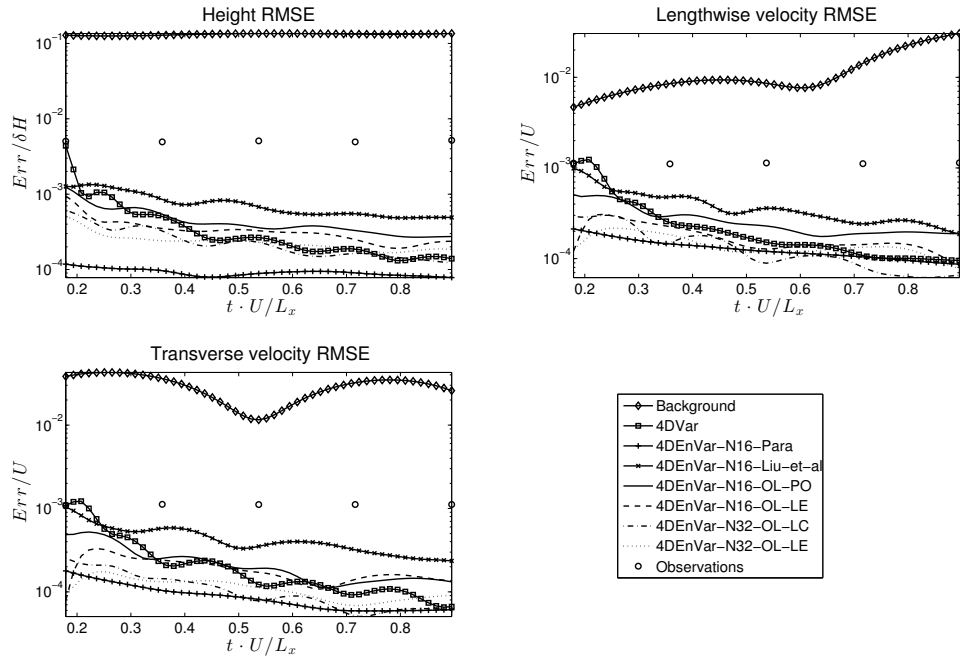 Height RMSE
10⁻¹
10⁻²
10⁻³
10⁻⁴
Err/δH
0.2 0.3 0.4 0.5 0.6 0.7 0.8
t · U/Lₓ
Lengthwise velocity RMSE
10⁻²
10⁻³
10⁻⁴
Err/U
0.2 0.3 0.4 0.5 0.6 0.7 0.8
t · U/Lₓ
Transverse velocity RMSE
10⁻²
10⁻³
10⁻⁴
Err/U
0.2 0.3 0.4 0.5 0.6 0.7 0.8
t · U/Lₓ
Background
4DVar
4DEnVar−N16−Para
4DEnVar−N16−Liu−et−al
4DEnVar−N16−OL−PO
4DEnVar−N16−OL−LE
4DEnVar−N32−OL−LC
4DEnVar−N32−OL−LE
Observations